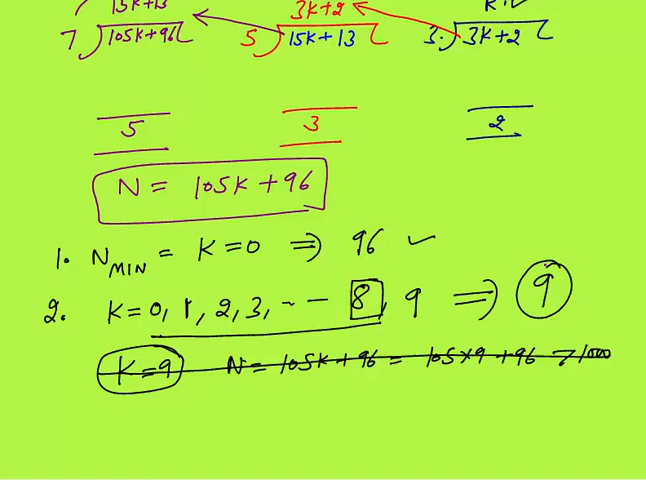 15K+13 3K+2
7 105K+96 5 15K+13 3. 3K+2
5 3 2
N = 105K+96
1. N MIN = K=0 ⇒ 96 ✓
2. K=0, 1, 2, 3, -- — 8, 9 ⇒ 9
K=9 N = 105K+96 = 105×9 +96 > 1000